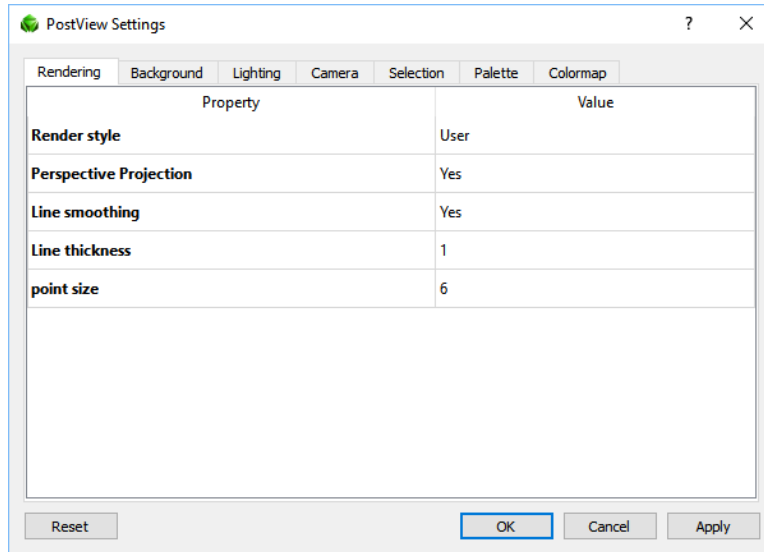 PostView Settings ?
Rendering Background Lighting Camera Selection Palette Colormap
Property Value
Render style User
Perspective Projection Yes
Line smoothing Yes
Line thickness 1
point size 6
Reset OK Cancel Apply